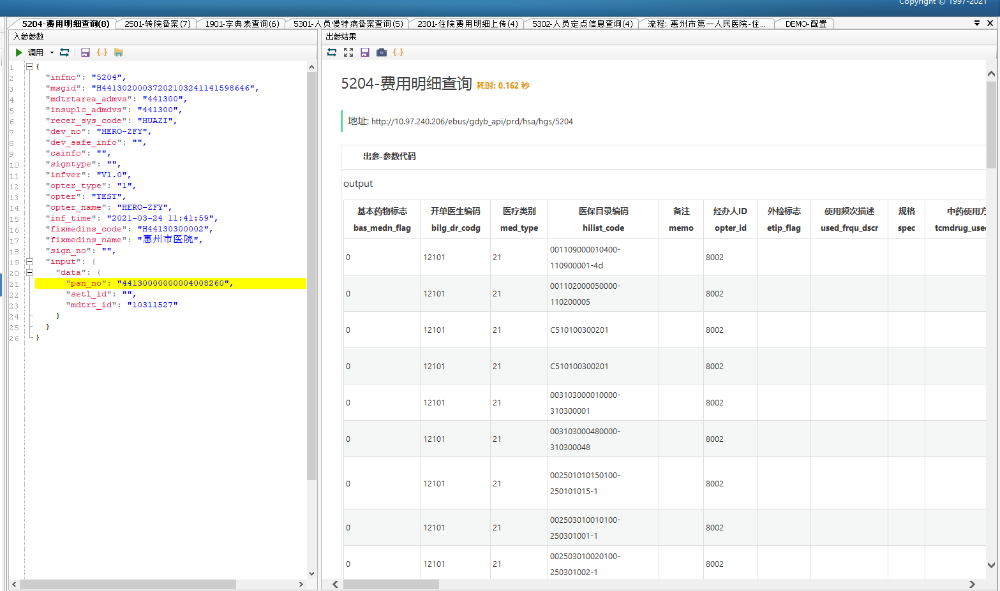 Copyright © 1997-2021
5204-费用明细查询(8)
2501-转院备案(7)
1901-字典表查询(6)
5301-人员慢特病备案查询(5)
2301-住院费用明细上传(4)
5302-人员定点信息查询(4)
流程: 惠州市第一人民医院-住...
DEMO-配置
入参参数
调用
1 {
2 "infno": "5204",
3 "msgid": "H44130200037202103241141598646",
4 "mdtrtarea_admvs": "441300",
5 "insuplc_admdvs": "441300",
6 "recer_sys_code": "HUAZI",
7 "dev_no": "HERO-ZFY",
8 "dev_safe_info": "",
9 "cainfo": "",
10 "signtype": "",
11 "infver": "V1.0",
12 "opter_type": "1",
13 "opter": "TEST",
14 "opter_name": "HERO-ZFY",
15 "inf_time": "2021-03-24 11:41:59",
16 "fixmedins_code": "H44130300002",
17 "fixmedins_name": "惠州市医院",
18 "sign_no": "",
19 "input": {
20 "data": {
21 "psn_no": "44130000000004008260",
22 "setl_id": "",
23 "mdtrt_id": "10311527"
24 }
25 }
26 }
出参结果
5204-费用明细查询 耗时: 0.162 秒
地址: http://10.97.240.206/ebus/gdyb_api/prd/hsa/hgs/5204
出参-参数代码
output
基本药物标志 开单医生编码 医疗类别 医保目录编码 备注 经办人ID 外检标志 使用频次描述 规格 中药使用方
bas_medn_flag bilg_dr_codg med_type hilist_code memo opter_id etip_flag used_frqu_dscr spec tcmdrug_used
0 12101 21 001109000010400-110900001-4d 8002
0 12101 21 001102000050000-110200005 8002
0 12101 21 C510100300201 8002
0 12101 21 C510100300201 8002
0 12101 21 003103000010000-310300001 8002
0 12101 21 003103000480000-310300048 8002
0 12101 21 002501010150100-250101015-1 8002
0 12101 21 002503010010100-250301001-1 8002
0 12101 21 002503010020100-250301002-1 8002